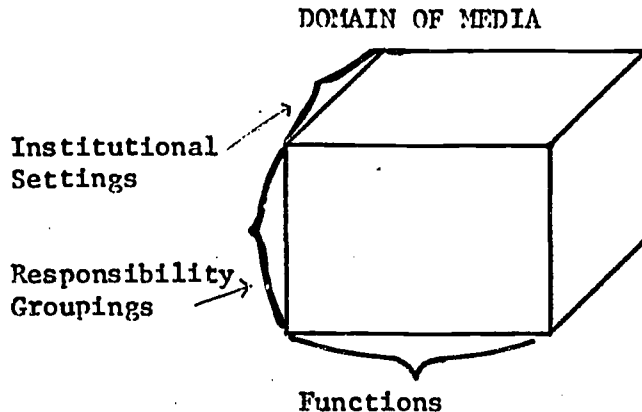 DOMAIN OF MEDIA
Institutional
Settings
Responsibility
Groupings
Functions